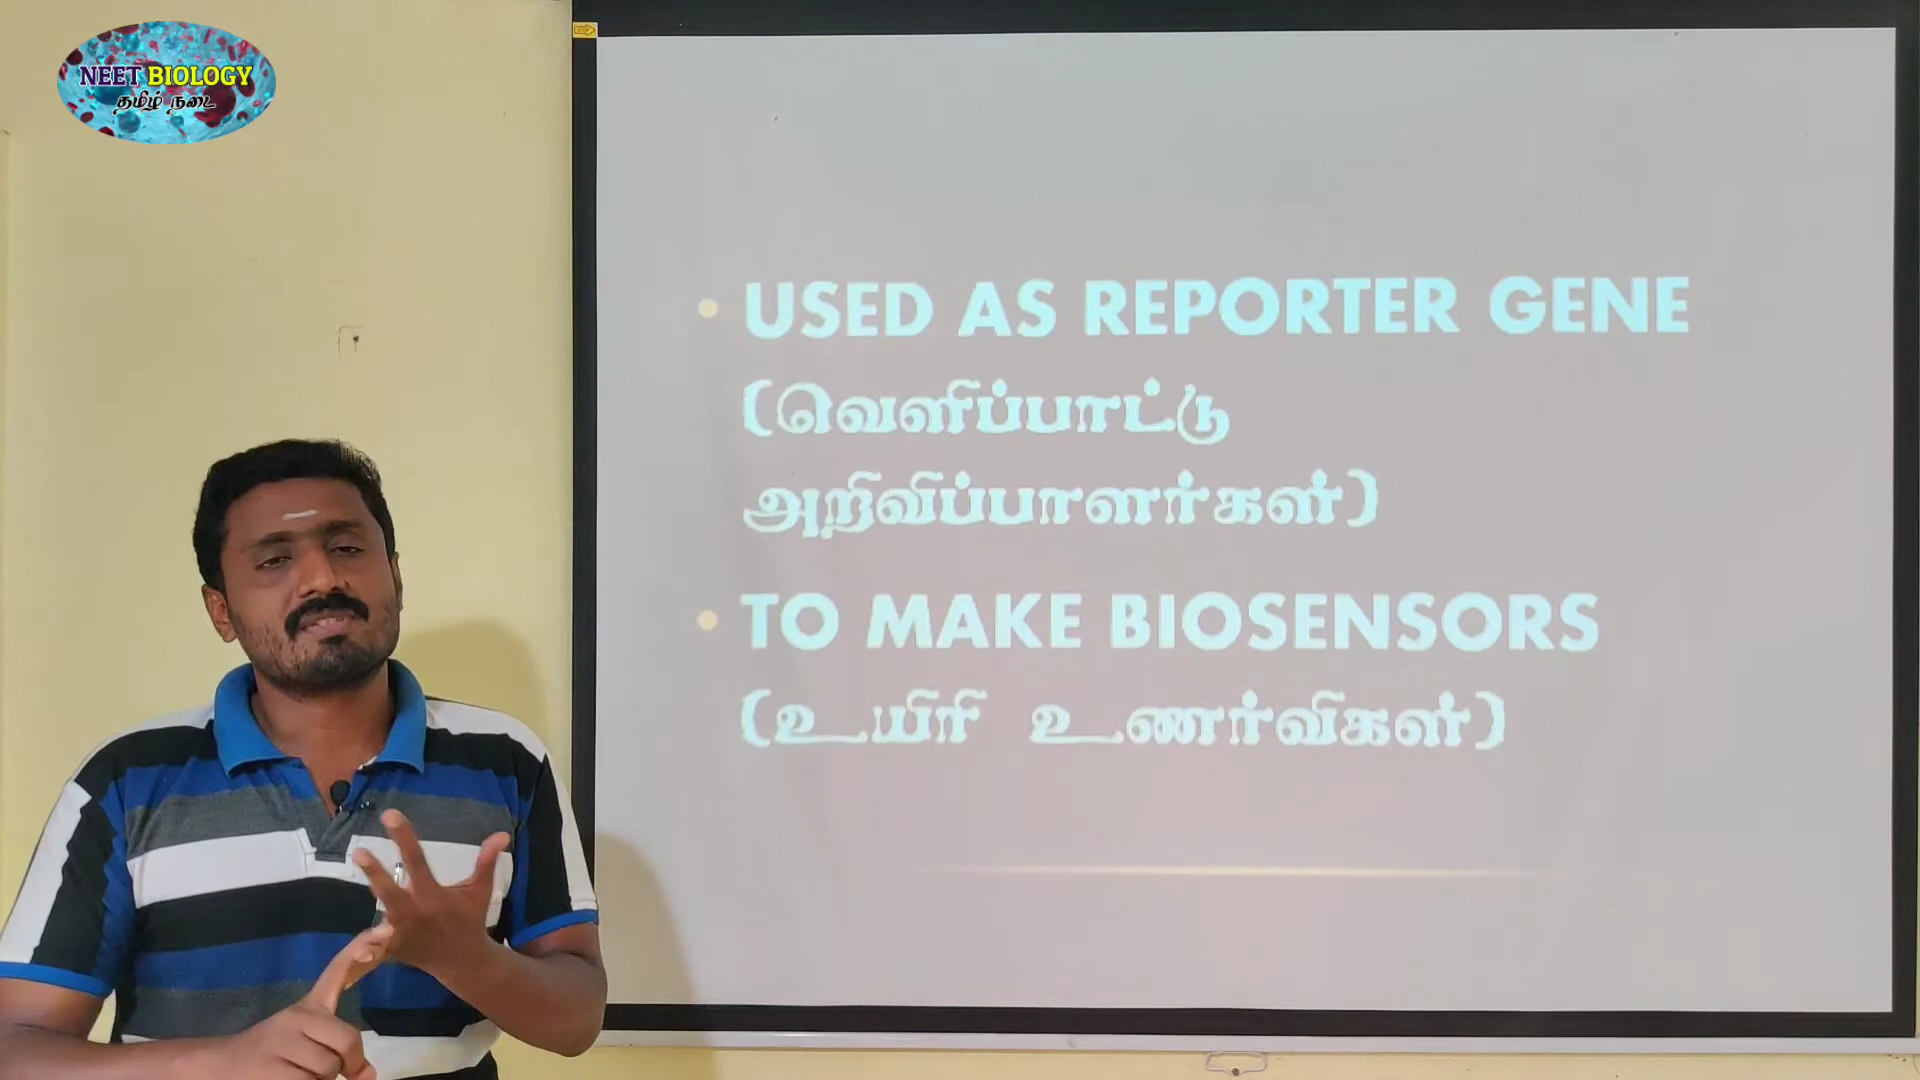 NEET BIOLOGY
தமிழ் நடை
• USED AS REPORTER GENE
(வெளிப்பாட்டு
அறிவிப்பாளர்கள்)
• TO MAKE BIOSENSORS
(உயிரி உணர்விகள்)